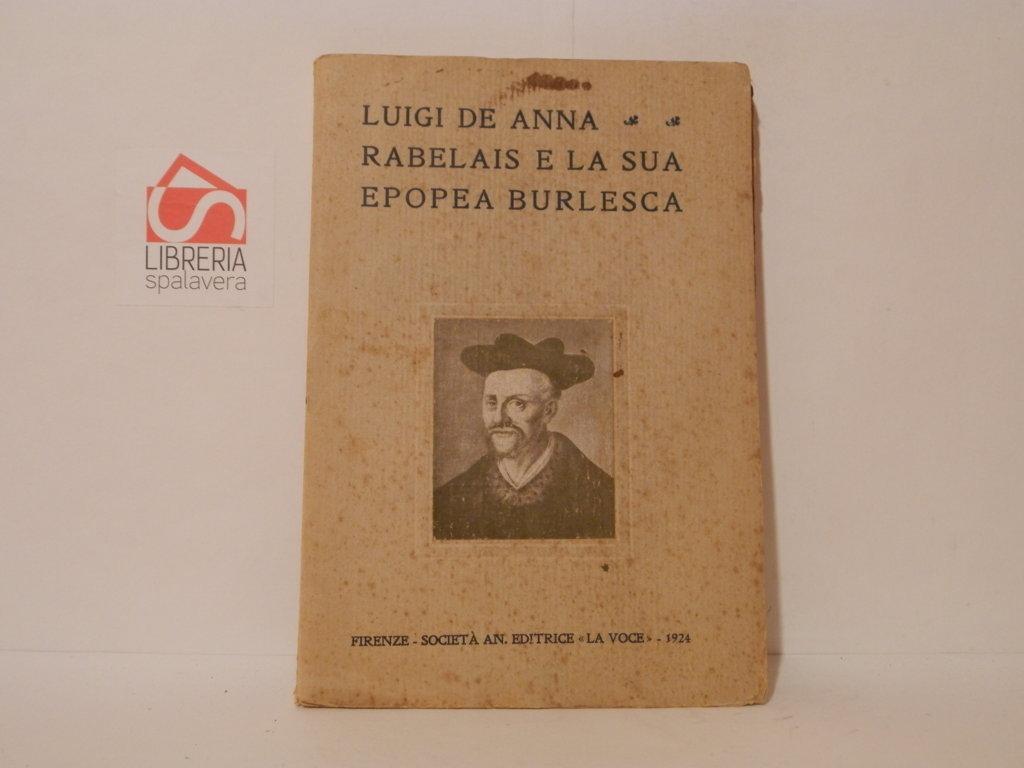 LUIGI DE ANNA
RABELAIS E LA SUA
EPOPEA BURLESCA
FIRENZE - SOCIETÀ AN. EDITRICE «LA VOCE» - 1924
LIBRERIA
spalavera